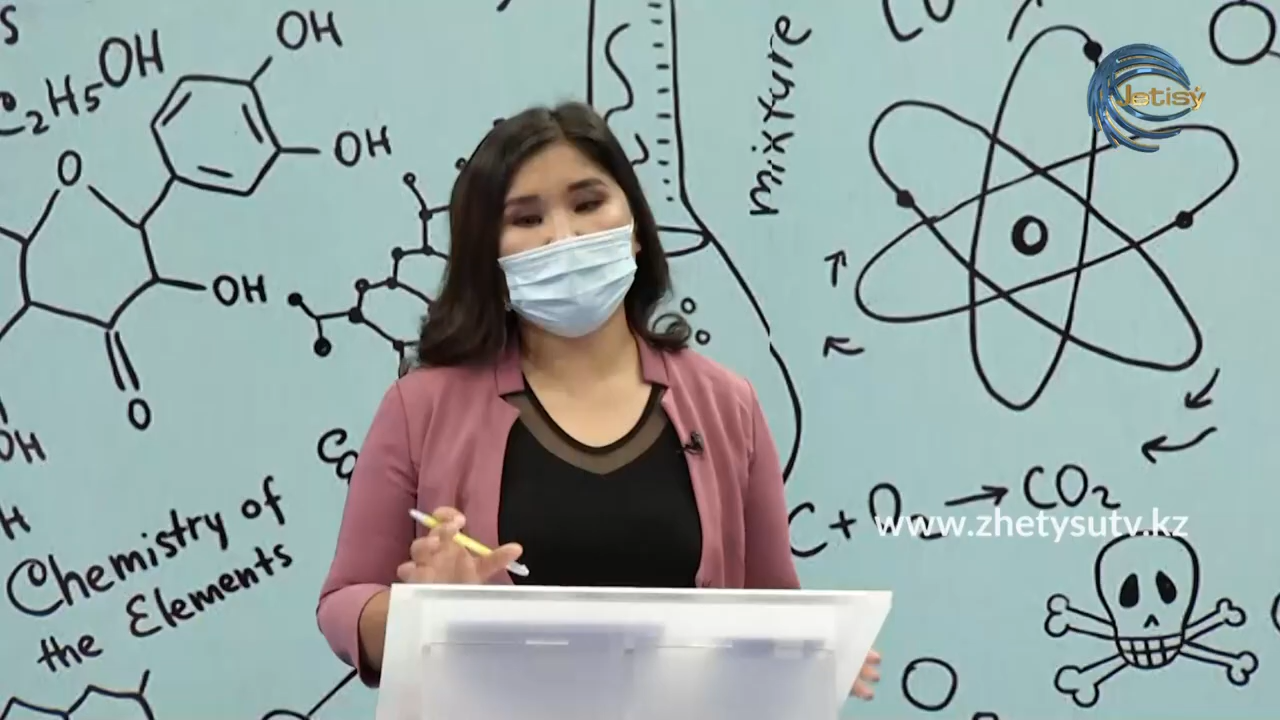 S
OH
C₂H₅OH
OH
O
OH
O
OH
H
Chemistry of
the Elements
mixture
Jetisý
O
C + O₂ → CO₂
www.zhetysutv.kz